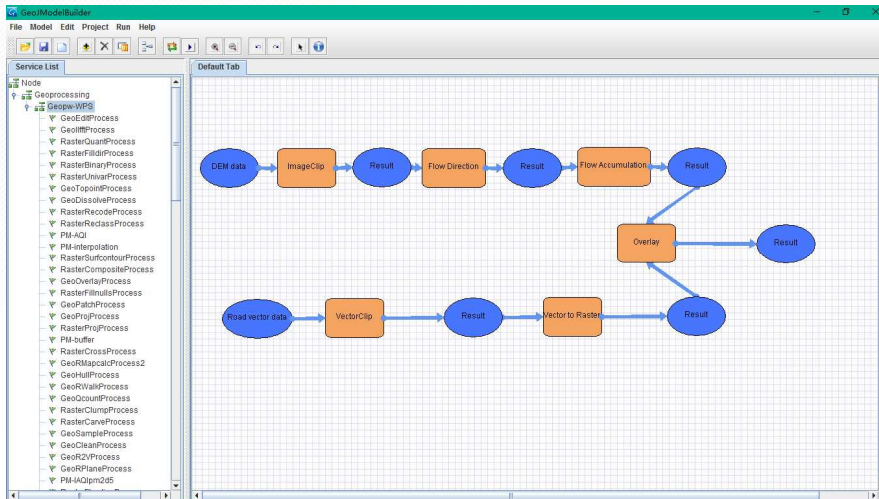 GeoJModelBuilder
File Model Edit Project Run Help
Service List
Default Tab
Node
Geoprocessing
Geopw-WPS
GeoEditProcess
GeoIfftProcess
RasterQuantProcess
RasterFilldirProcess
RasterBinaryProcess
RasterUnivarProcess
GeoTopointProcess
GeoDissolveProcess
RasterRecodeProcess
RasterReclassProcess
PM-AQI
PM-interpolation
RasterSurfcontourProcess
RasterCompositeProcess
GeoOverlayProcess
RasterFillnullsProcess
GeoPatchProcess
GeoProjProcess
RasterProjProcess
PM-buffer
RasterCrossProcess
GeoRMapcalcProcess2
GeoHullProcess
GeoRWalkProcess
GeoQcountProcess
RasterClumpProcess
RasterCarveProcess
GeoSampleProcess
GeoCleanProcess
GeoR2VProcess
GeoRPlaneProcess
PM-IAQIpm2d5
DEM data
ImageClip
Result
Flow Direction
Result
Flow Accumulation
Result
Overlay
Result
Road vector data
VectorClip
Result
Vector to Raster
Result